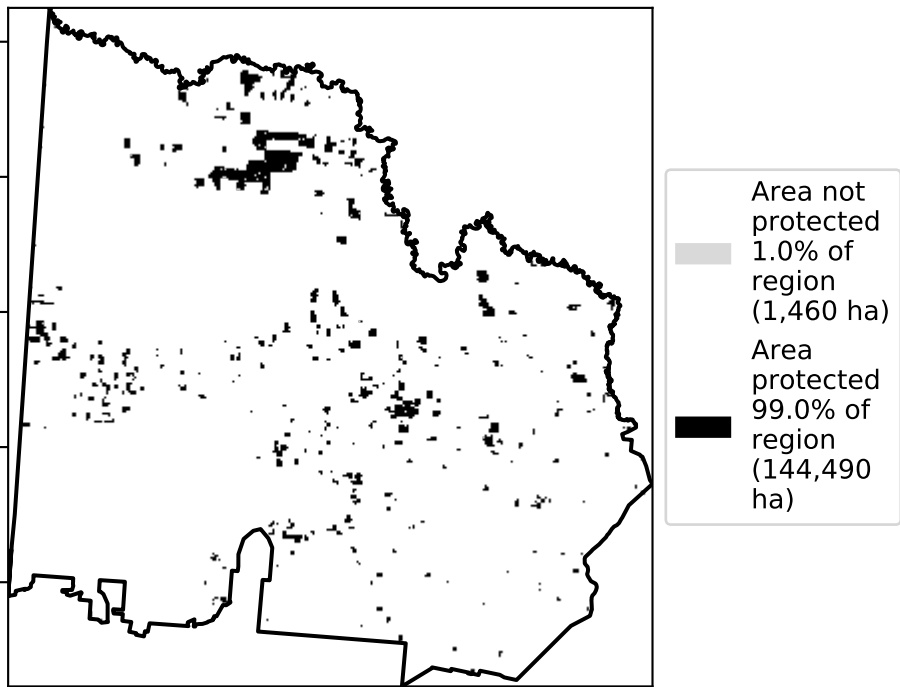 Area not
protected
1.0% of
region
(1,460 ha)
Area
protected
99.0% of
region
(144,490
ha)